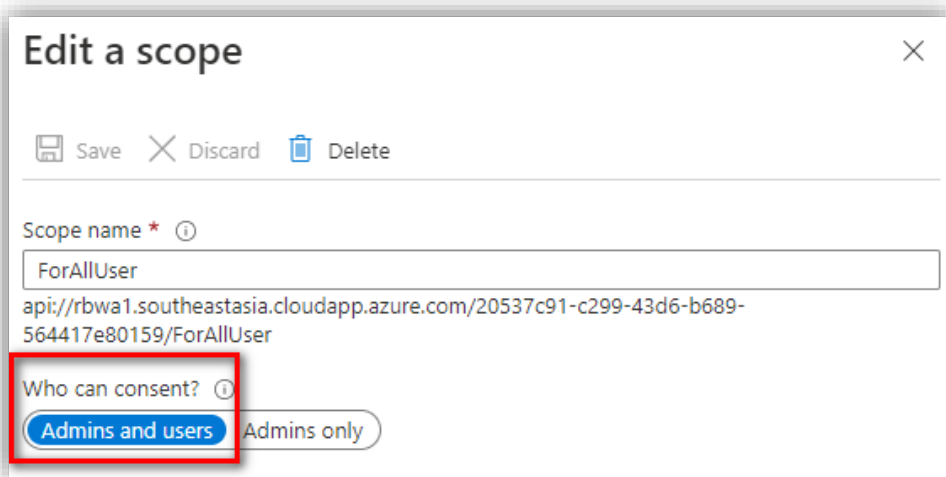 Edit a scope
Save Discard Delete
Scope name *
ForAllUser
api://rbwa1.southeastasia.cloudapp.azure.com/20537c91-c299-43d6-b689-
564417e80159/ForAllUser
Who can consent?
Admins and users Admins only